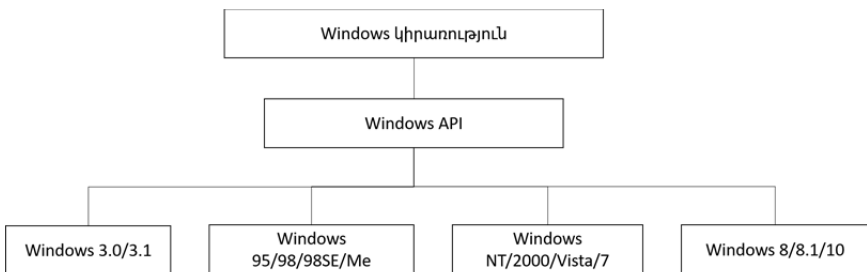 Windows կիրառություն
Windows API
Windows 3.0/3.1
Windows
95/98/98SE/Me
Windows
NT/2000/Vista/7
Windows 8/8.1/10